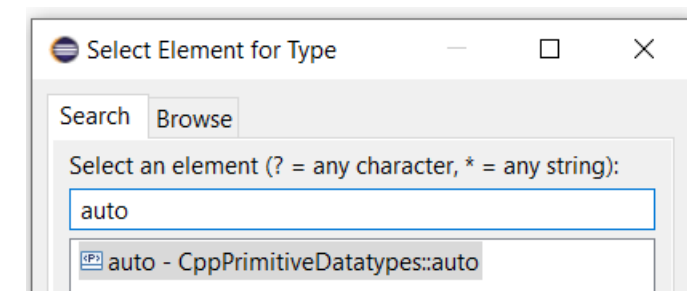 Select Element for Type
Search Browse
Select an element (? = any character, * = any string):
auto
auto - CppPrimitiveDatatypes::auto